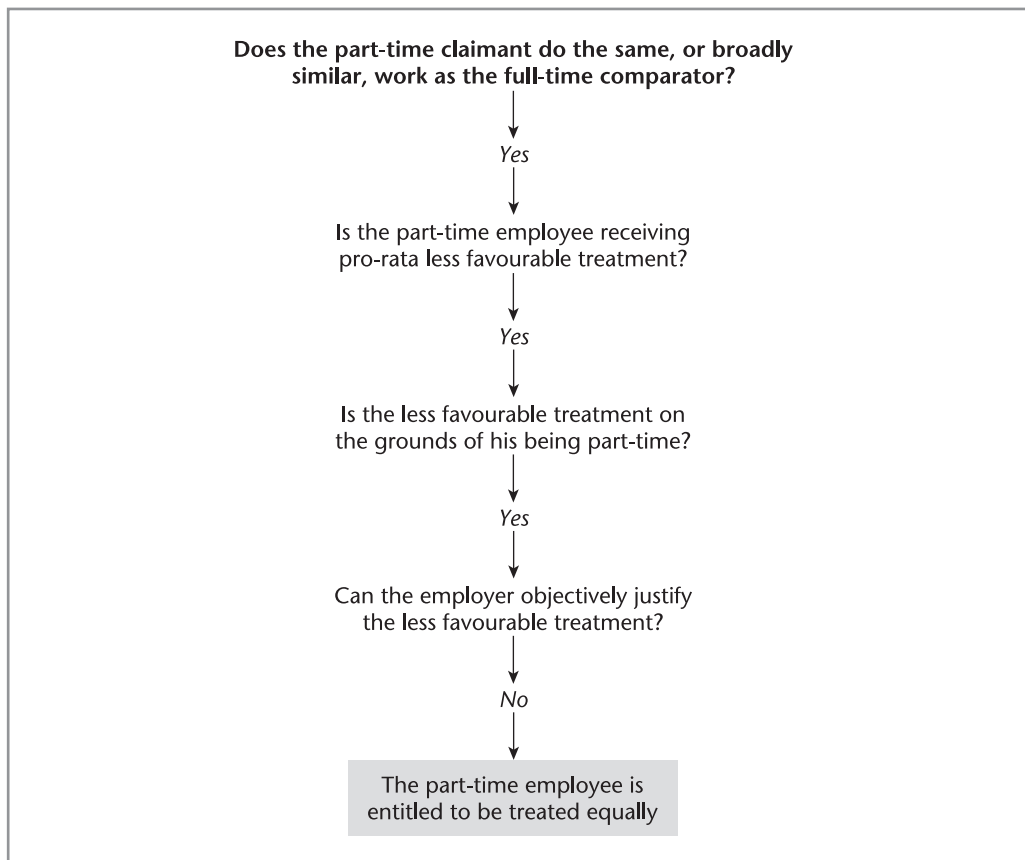 Does the part-time claimant do the same, or broadly
similar, work as the full-time comparator?
Yes
Is the part-time employee receiving
pro-rata less favourable treatment?
Yes
Is the less favourable treatment on
the grounds of his being part-time?
Yes
Can the employer objectively justify
the less favourable treatment?
No
The part-time employee is
entitled to be treated equally